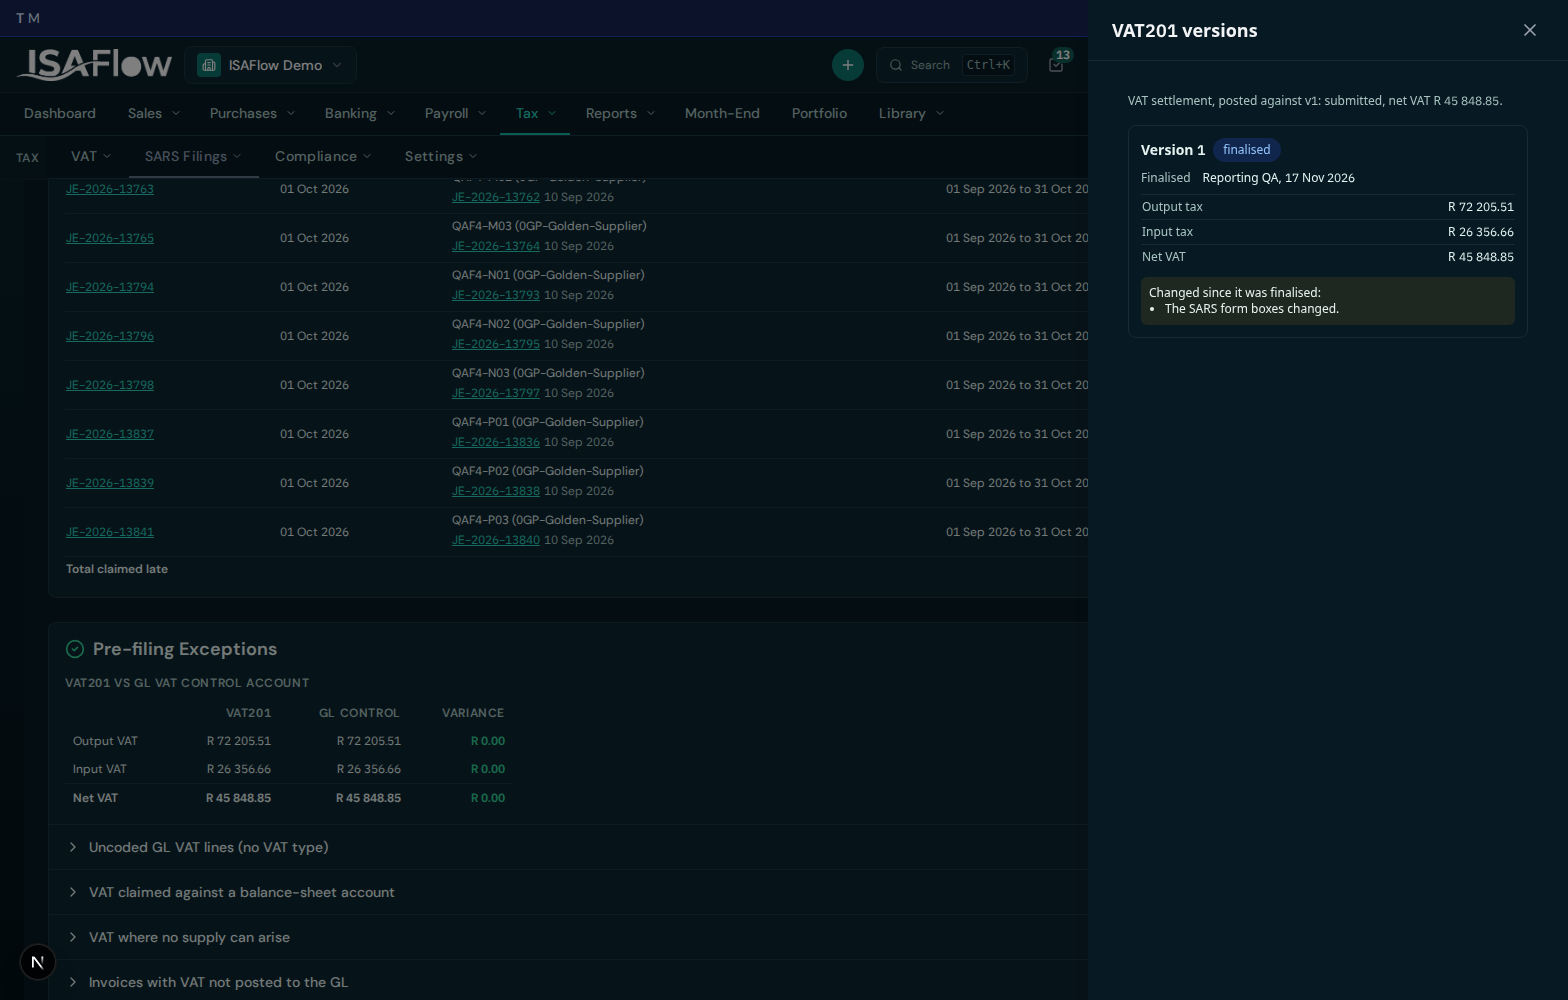 T M
ISAFlow
ISAFlow Demo
Search Ctrl+K
13
Dashboard Sales Purchases Banking Payroll Tax Reports Month-End Portfolio Library
TAX VAT SARS Filings Compliance Settings
JE-2026-13763 01 Oct 2026 JE-2026-13762 10 Sep 2026 01 Sep 2026 to 31 Oct 20
QAF4-M03 (0GP-Golden-Supplier)
JE-2026-13765 01 Oct 2026 JE-2026-13764 10 Sep 2026 01 Sep 2026 to 31 Oct 20
QAF4-N01 (0GP-Golden-Supplier)
JE-2026-13794 01 Oct 2026 JE-2026-13793 10 Sep 2026 01 Sep 2026 to 31 Oct 20
QAF4-N02 (0GP-Golden-Supplier)
JE-2026-13796 01 Oct 2026 JE-2026-13795 10 Sep 2026 01 Sep 2026 to 31 Oct 20
QAF4-N03 (0GP-Golden-Supplier)
JE-2026-13798 01 Oct 2026 JE-2026-13797 10 Sep 2026 01 Sep 2026 to 31 Oct 20
QAF4-P01 (0GP-Golden-Supplier)
JE-2026-13837 01 Oct 2026 JE-2026-13836 10 Sep 2026 01 Sep 2026 to 31 Oct 20
QAF4-P02 (0GP-Golden-Supplier)
JE-2026-13839 01 Oct 2026 JE-2026-13838 10 Sep 2026 01 Sep 2026 to 31 Oct 20
QAF4-P03 (0GP-Golden-Supplier)
JE-2026-13841 01 Oct 2026 JE-2026-13840 10 Sep 2026 01 Sep 2026 to 31 Oct 20
Total claimed late
Pre-filing Exceptions
VAT201 VS GL VAT CONTROL ACCOUNT
VAT201 GL CONTROL VARIANCE
Output VAT R 72 205.51 R 72 205.51 R 0.00
Input VAT R 26 356.66 R 26 356.66 R 0.00
Net VAT R 45 848.85 R 45 848.85 R 0.00
Uncoded GL VAT lines (no VAT type)
VAT claimed against a balance-sheet account
VAT where no supply can arise
Invoices with VAT not posted to the GL
N
VAT201 versions
VAT settlement, posted against v1: submitted, net VAT R 45 848.85.
Version 1 finalised
Finalised Reporting QA, 17 Nov 2026
Output tax R 72 205.51
Input tax R 26 356.66
Net VAT R 45 848.85
Changed since it was finalised:
• The SARS form boxes changed.